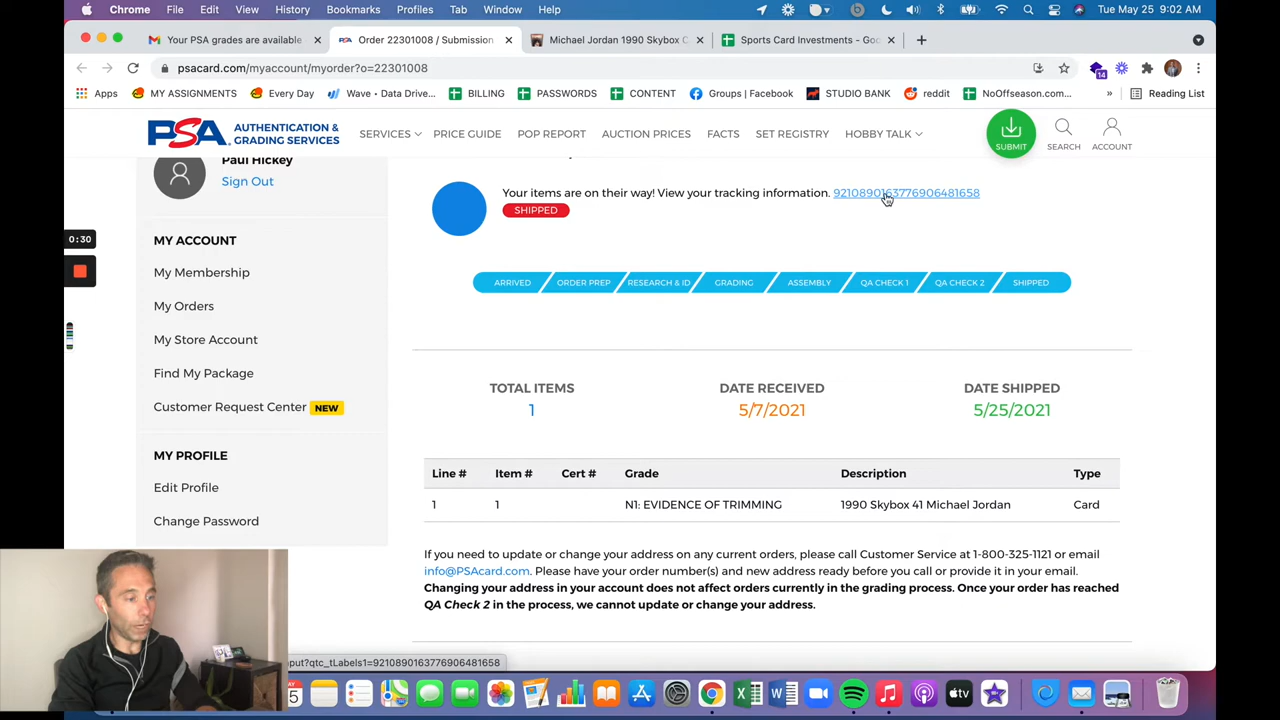 Chrome File Edit View History Bookmarks Profiles Tab Window Help Tue May 25 9:02 AM
Your PSA grades are available
Order 22301008 / Submission
Michael Jordan 1990 Skybox C
Sports Card Investments - Goo
psacard.com/myaccount/myorder?o=22301008
14
Apps MY ASSIGNMENTS Every Day Wave • Data Drive... BILLING PASSWORDS CONTENT Groups | Facebook STUDIO BANK reddit NoOffseason.com... » Reading List
PSA AUTHENTICATION & GRADING SERVICES
SERVICES PRICE GUIDE POP REPORT AUCTION PRICES FACTS SET REGISTRY HOBBY TALK
SUBMIT SEARCH ACCOUNT
Paul Hickey
Sign Out
Your items are on their way! View your tracking information. 9210890163776906481658
SHIPPED
0:30
MY ACCOUNT
My Membership
My Orders
My Store Account
Find My Package
Customer Request Center NEW
MY PROFILE
Edit Profile
Change Password
ARRIVED ORDER PREP RESEARCH & ID GRADING ASSEMBLY QA CHECK 1 QA CHECK 2 SHIPPED
TOTAL ITEMS DATE RECEIVED DATE SHIPPED
1 5/7/2021 5/25/2021
Line # Item # Cert # Grade Description Type
1 1 N1: EVIDENCE OF TRIMMING 1990 Skybox 41 Michael Jordan Card
If you need to update or change your address on any current orders, please call Customer Service at 1-800-325-1121 or email
info@PSAcard.com. Please have your order number(s) and new address ready before you call or provide it in your email.
Changing your address in your account does not affect orders currently in the grading process. Once your order has reached
QA Check 2 in the process, we cannot update or change your address.
nput?qtc_tLabels1=9210890163776906481658
tv